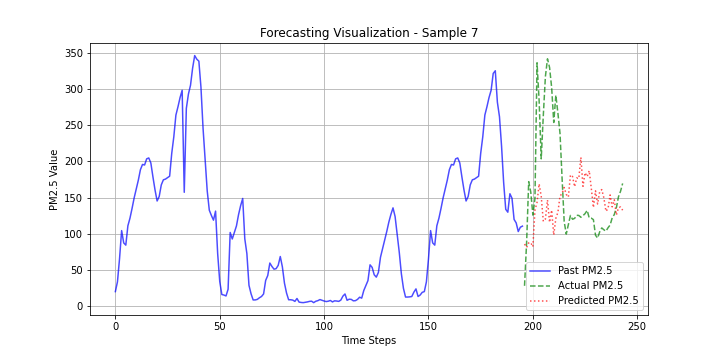 Forecasting Visualization - Sample 7
PM2.5 Value
350
300
250
200
150
100
50
0
0
50
100
150
200
250
Time Steps
Past PM2.5
Actual PM2.5
Predicted PM2.5